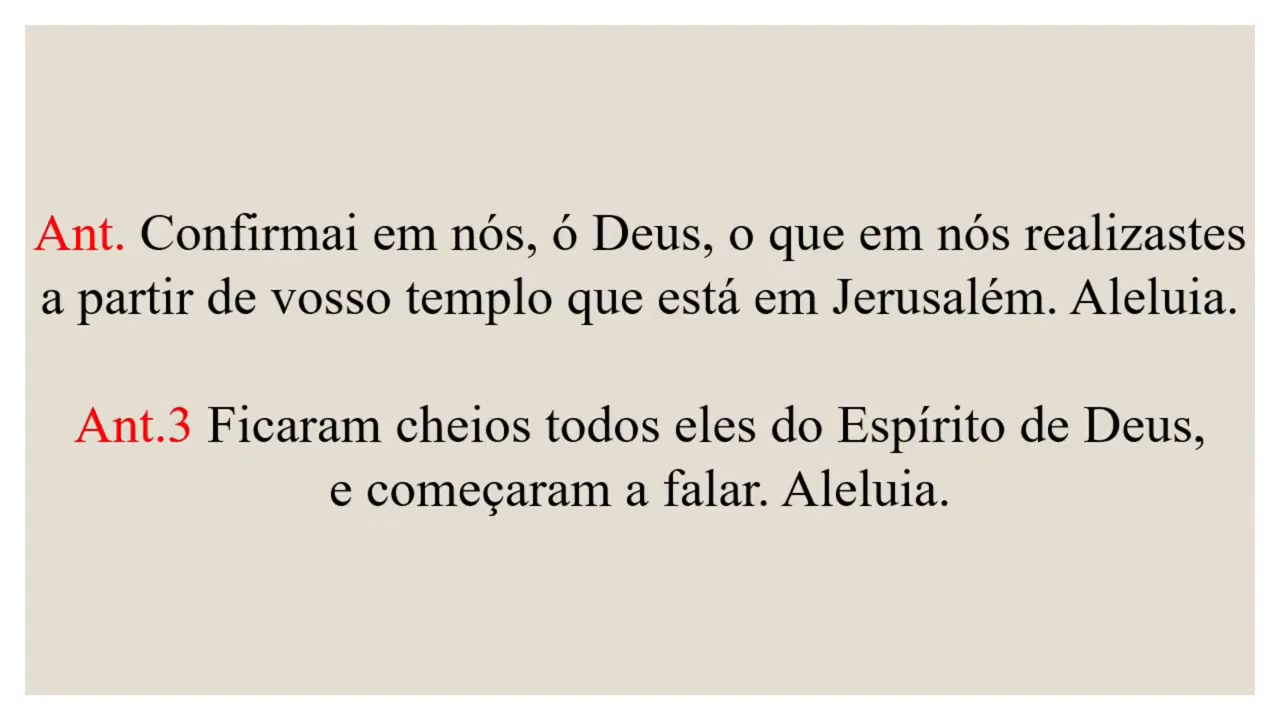 Ant. Confirmai em nós, ó Deus, o que em nós realizastes
a partir de vosso templo que está em Jerusalém. Aleluia.
Ant.3 Ficaram cheios todos eles do Espírito de Deus,
e começaram a falar. Aleluia.